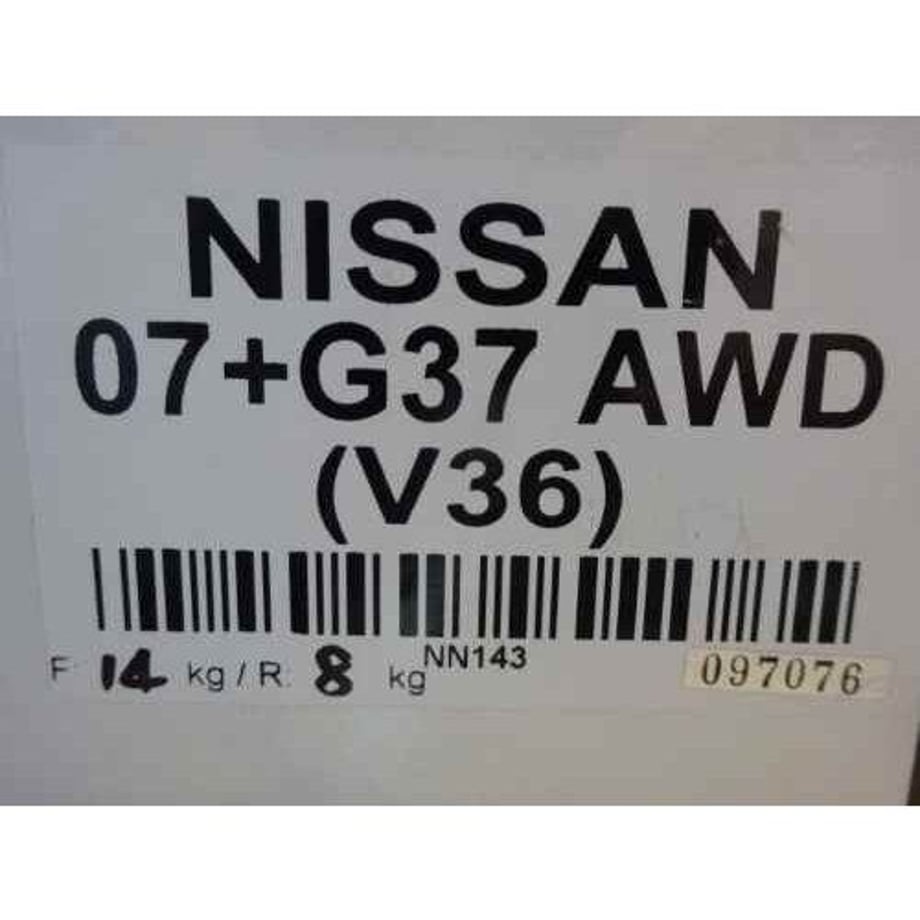 NISSAN
07+G37 AWD
(V36)
F: 14 kg / R: 8 kg NN143 097076